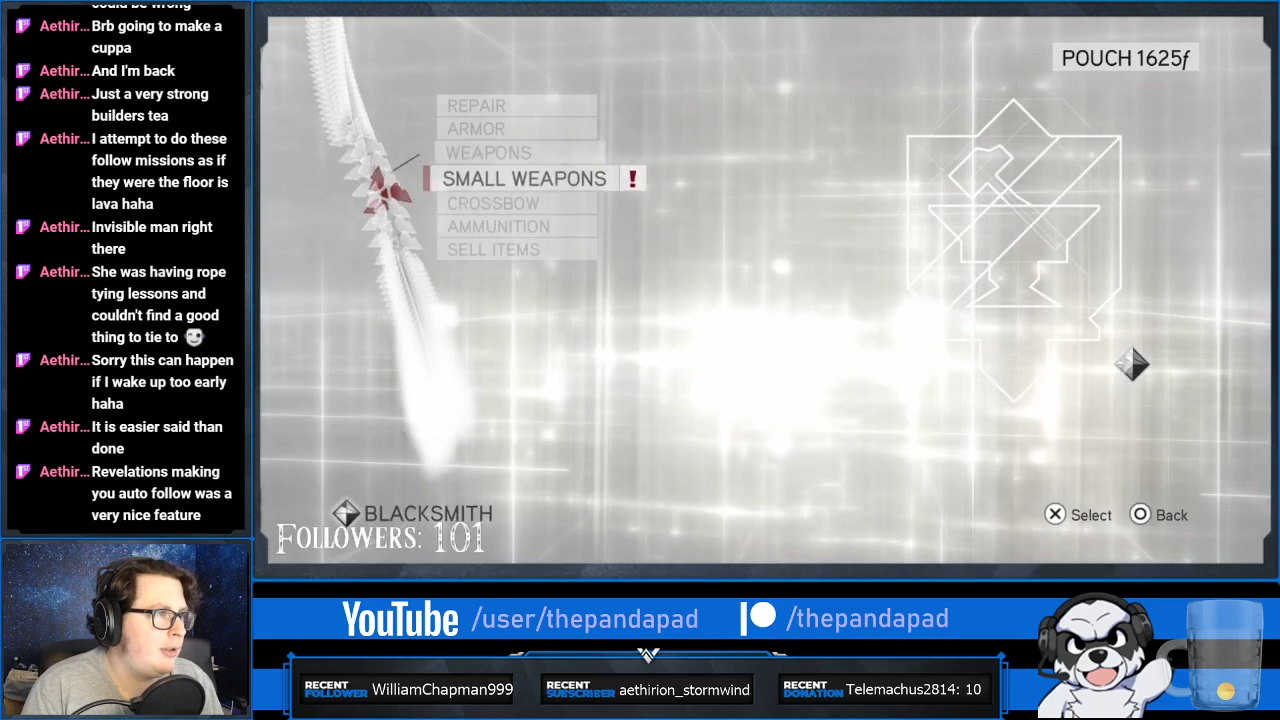 could be wrong
Aethir... Brb going to make a
cuppa
Aethir... And I'm back
Aethir... Just a very strong
builders tea
Aethir... I attempt to do these
follow missions as if
they were the floor is
lava haha
Aethir... Invisible man right
there
Aethir... She was having rope
tying lessons and
couldn't find a good
thing to tie to
Aethir... Sorry this can happen
if I wake up too early
haha
Aethir... It is easier said than
done
Aethir... Revelations making
you auto follow was a
very nice feature
POUCH 1625ƒ
REPAIR
ARMOR
WEAPONS
SMALL WEAPONS !
CROSSBOW
AMMUNITION
SELL ITEMS
BLACKSMITH
FOLLOWERS: 101
Select Back
YouTube /user/thepandapad /thepandapad
RECENT FOLLOWER WilliamChapman999
RECENT SUBSCRIBER aethirion_stormwind
RECENT DONATION Telemachus2814: 10